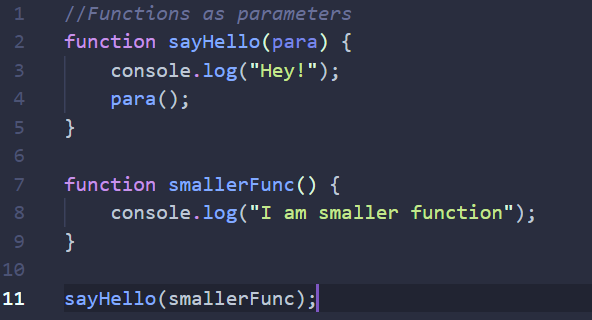 1 //Functions as parameters
2 function sayHello(para) {
3     console.log("Hey!");
4     para();
5 }
6
7 function smallerFunc() {
8     console.log("I am smaller function");
9 }
10
11 sayHello(smallerFunc);